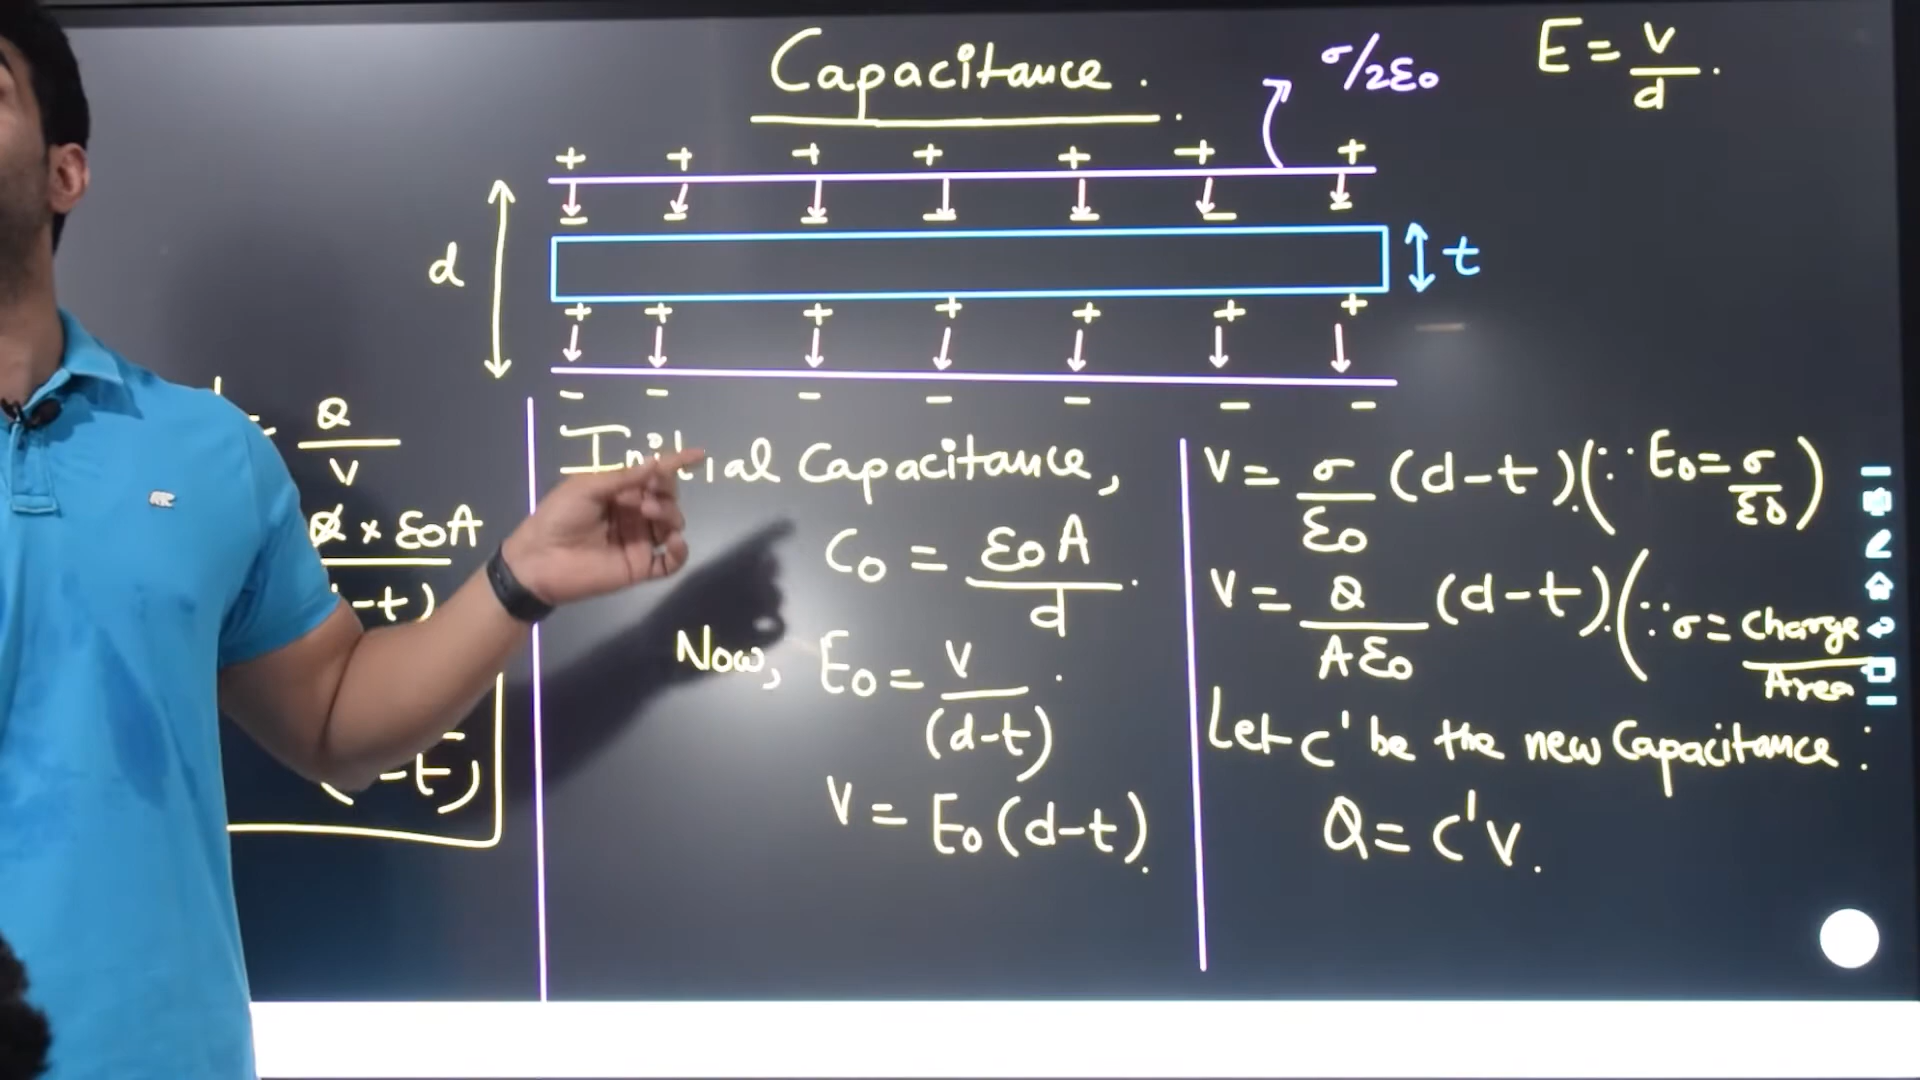 Capacitance.
σ/2ε0
E = V/d.
+ + + + + + +
− − − − − − −
d
t
+ + + + + + +
− − − − − − −
= Q/V
Q × ε0A
-t)
-t)
Initial Capacitance,
C0 = ε0A/d.
Now, E0 = V/(d-t).
V = E0(d-t).
V = σ/ε0 (d-t).(∵ E0 = σ/ε0)
V = Q/Aε0 (d-t).(∵ σ = Charge/Area
Let C' be the new Capacitance:
Q = C'V.